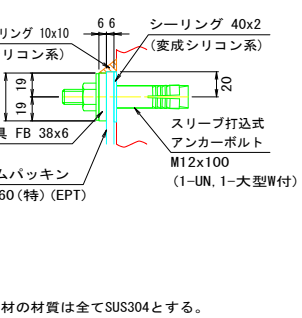 リング 10x10
リコン系)
6 6
シーリング 40x2
(変成シリコン系)
19
19
20
具 FB 38x6
スリーブ打込式
アンカーボルト
M12x100
(1-UN,1-大型W付)
ムパッキン
60(特)(EPT)
材の材質は全てSUS304とする。